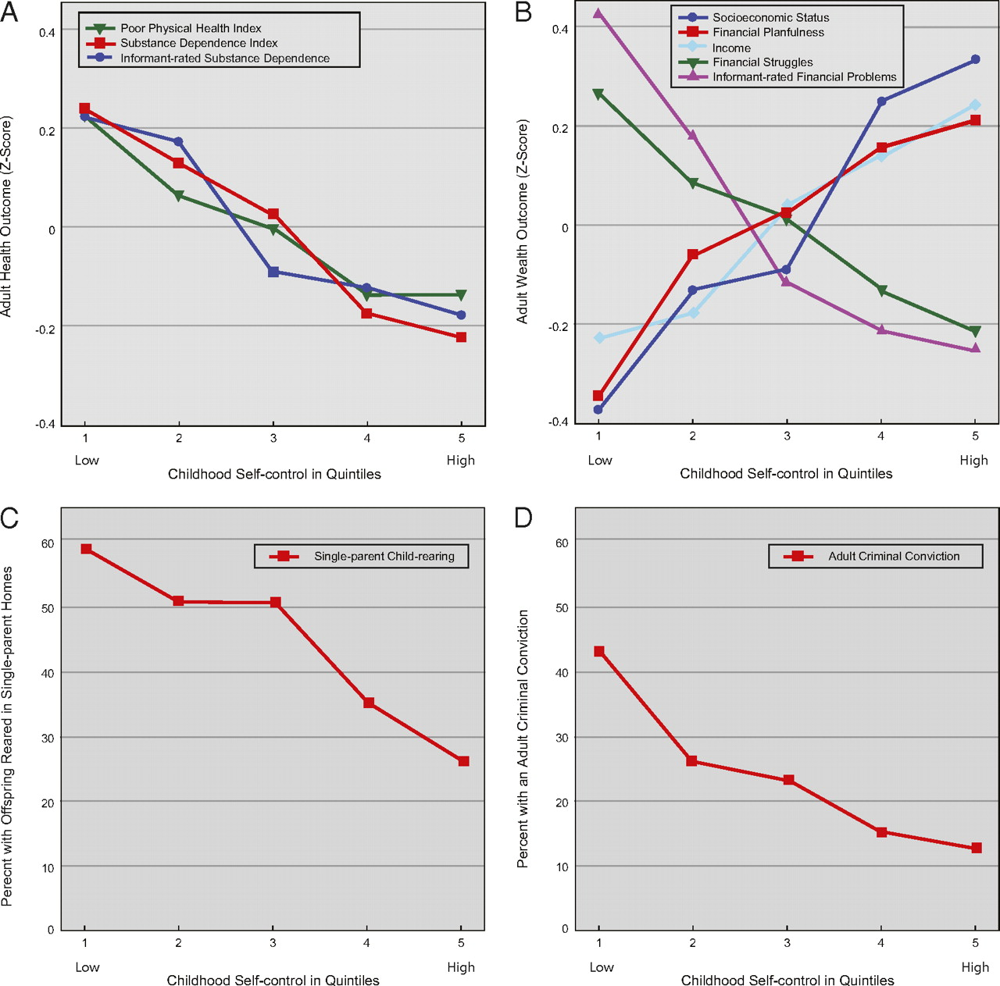 A
Poor Physical Health Index
Substance Dependence Index
Informant-rated Substance Dependence
Adult Health Outcome (Z-Score)
0.4
0.2
0
-0.2
-0.4
1 2 3 4 5
Low High
Childhood Self-control in Quintiles
B
Socioeconomic Status
Financial Planfulness
Income
Financial Struggles
Informant-rated Financial Problems
Adult Wealth Outcome (Z-Score)
0.4
0.2
0
-0.2
-0.4
1 2 3 4 5
Low High
Childhood Self-control in Quintiles
C
Single-parent Child-rearing
Perecnt with Offspring Reared in Single-parent Homes
60
50
40
30
20
10
0
1 2 3 4 5
Low High
Childhood Self-control in Quintiles
D
Adult Criminal Conviction
Percent with an Adult Criminal Conviction
60
50
40
30
20
10
0
1 2 3 4 5
Low High
Childhood Self-control in Quintiles